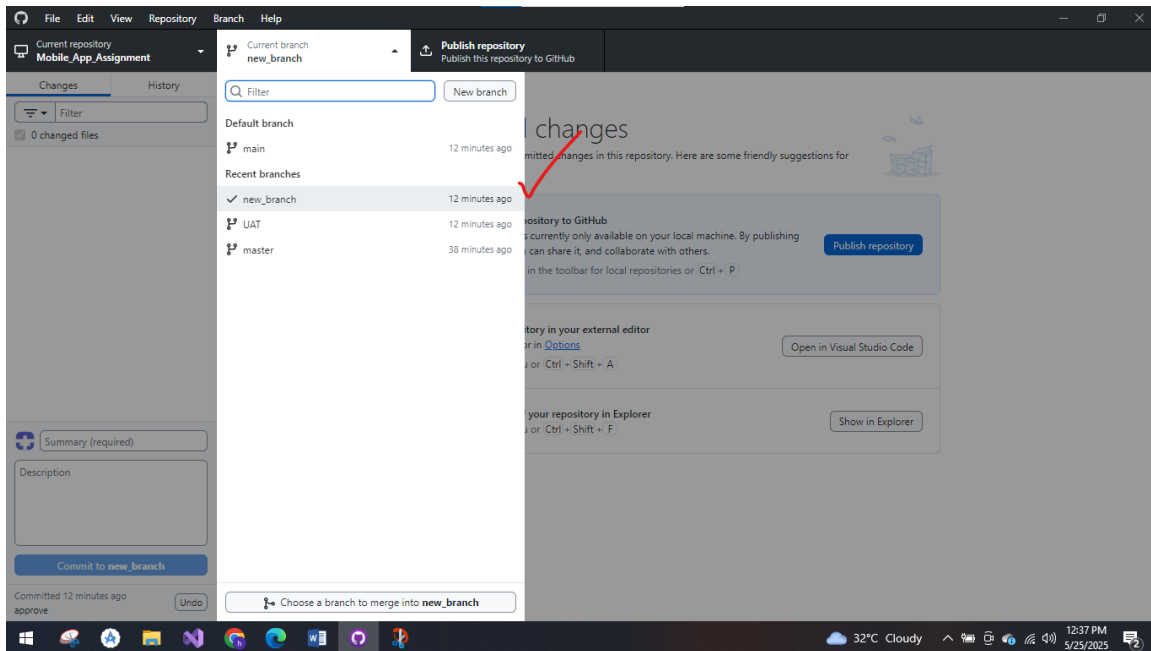 File Edit View Repository Branch Help
Current repository
Mobile_App_Assignment
Current branch
new_branch
Publish repository
Publish this repository to GitHub
Changes History
Filter
0 changed files
Filter
New branch
Default branch
main 12 minutes ago
Recent branches
new_branch 12 minutes ago
UAT 12 minutes ago
master 38 minutes ago
changes
changes in this repository. Here are some friendly suggestions for
to GitHub
currently only available on your local machine. By publishing
can share it, and collaborate with others.
in the toolbar for local repositories or Ctrl + P
Publish repository
in your external editor
in Options
or Ctrl + Shift + A
Open in Visual Studio Code
your repository in Explorer
or Ctrl + Shift + F
Show in Explorer
Summary (required)
Description
Commit to new_branch
Committed 12 minutes ago
approve
Undo
Choose a branch to merge into new_branch
32°C Cloudy
12:37 PM
5/25/2025
2